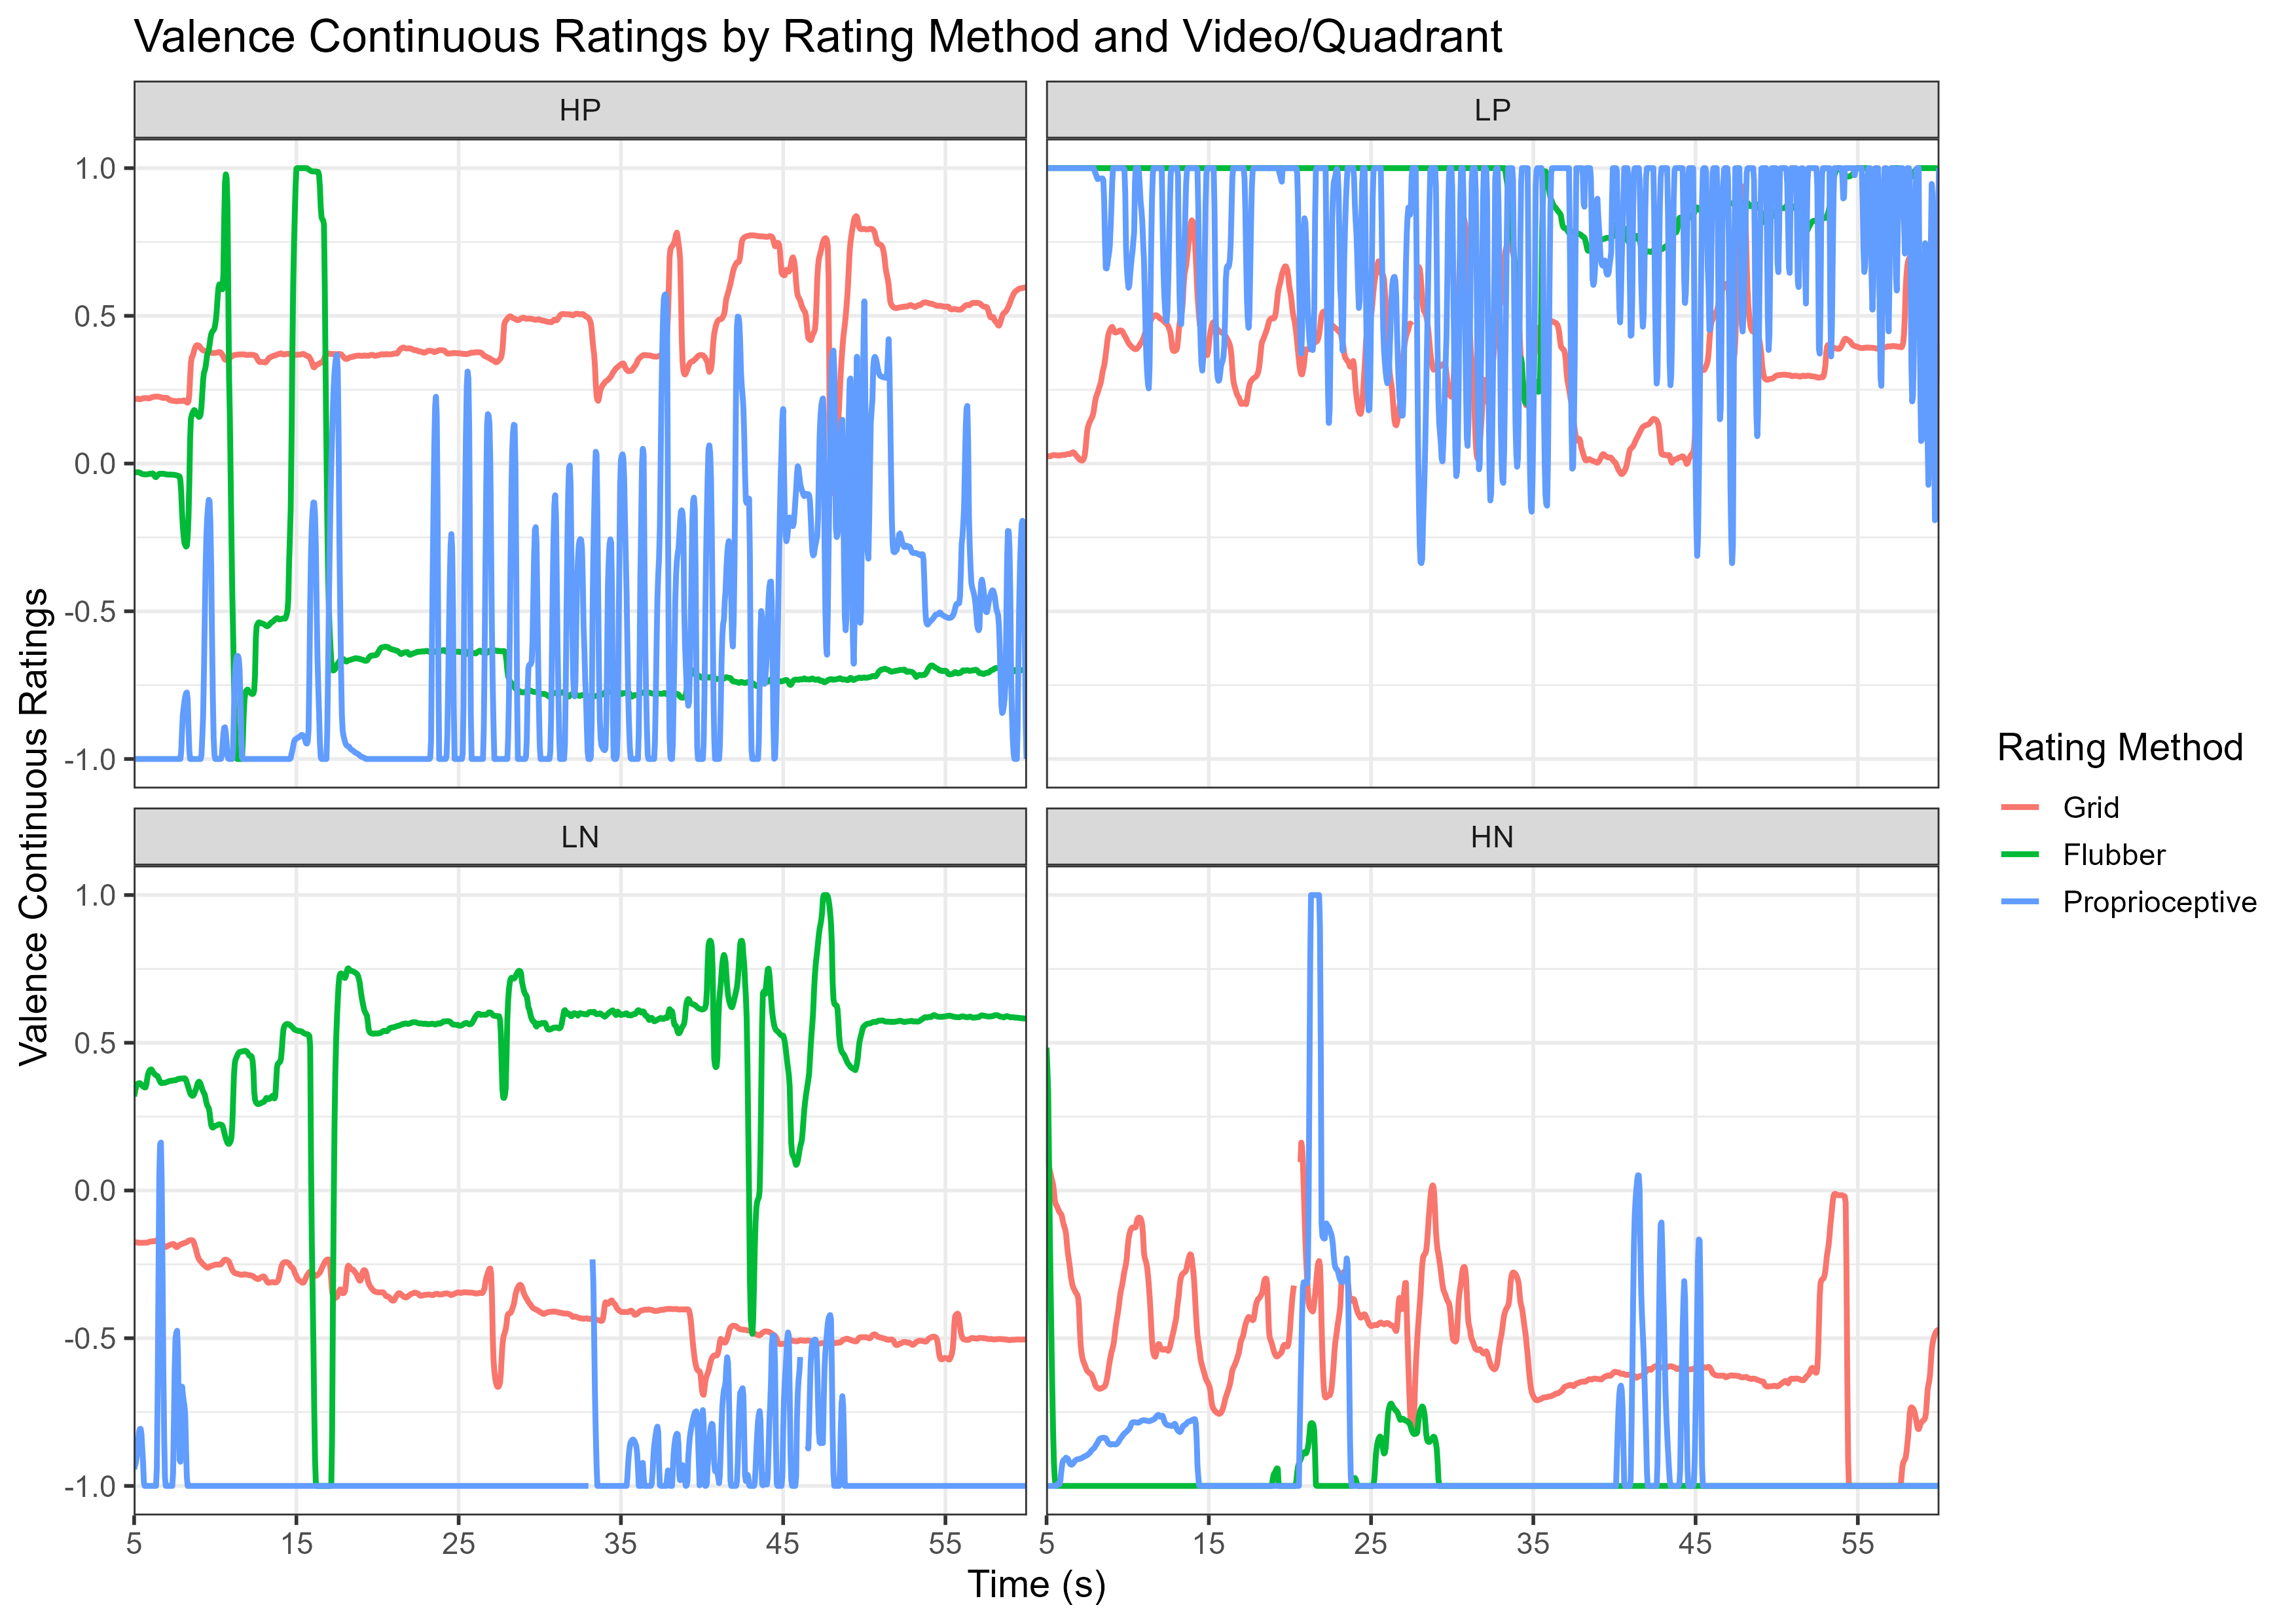 Valence Continuous Ratings by Rating Method and Video/Quadrant
HP
LP
1.0
0.5
0.0
-0.5
-1.0
LN
HN
1.0
0.5
0.0
-0.5
-1.0
5 15 25 35 45 55
5 15 25 35 45 55
Time (s)
Valence Continuous Ratings
Rating Method
Grid
Flubber
Proprioceptive